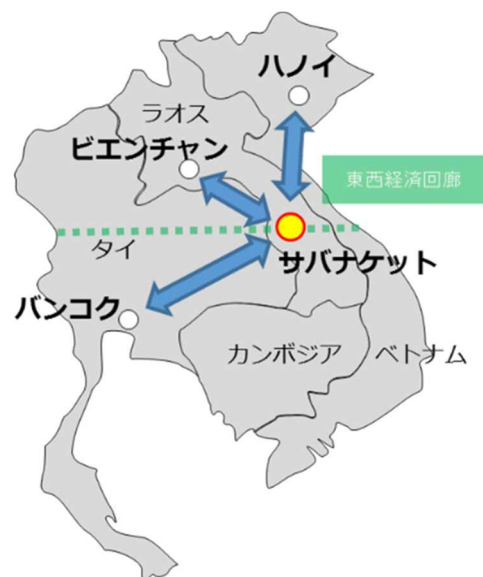 ハノイ
ラオス
ビエンチャン
東西経済回廊
タイ
サバナケット
バンコク
カンボジア
ベトナム